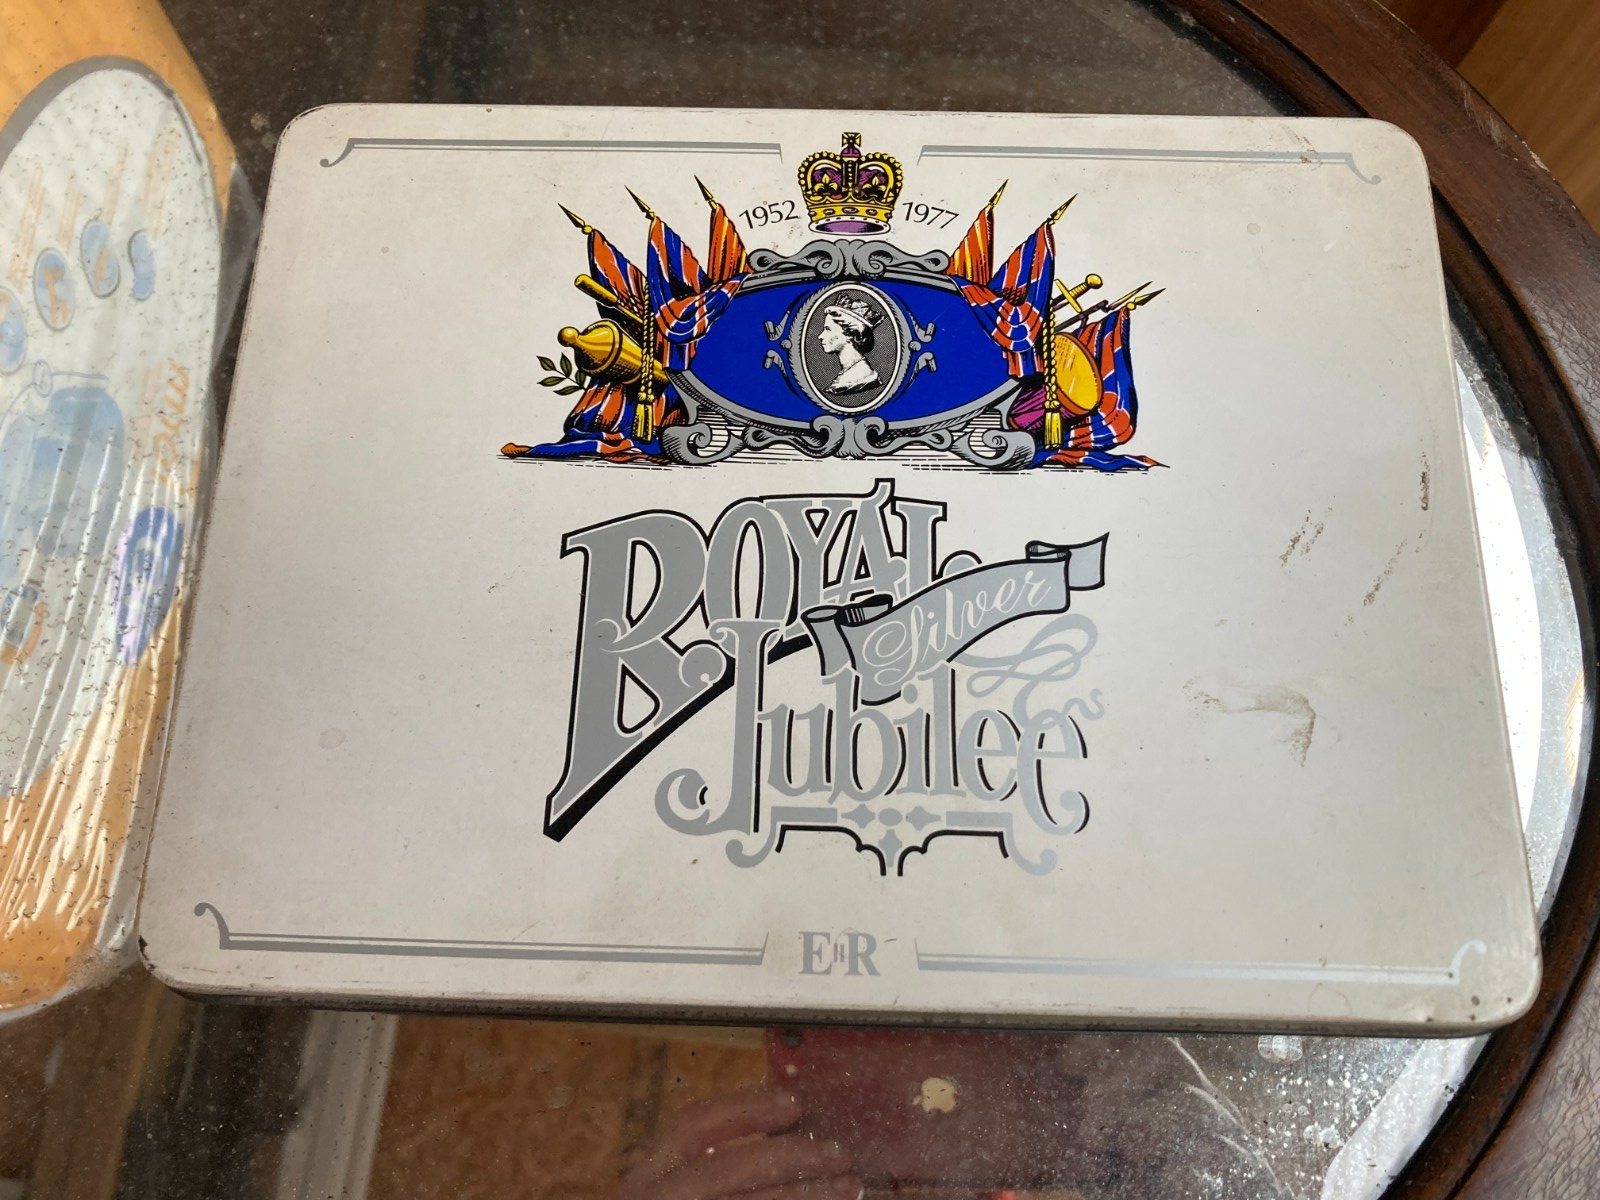 1952 1977
ROYAL
Silver
Jubilee
EIIR